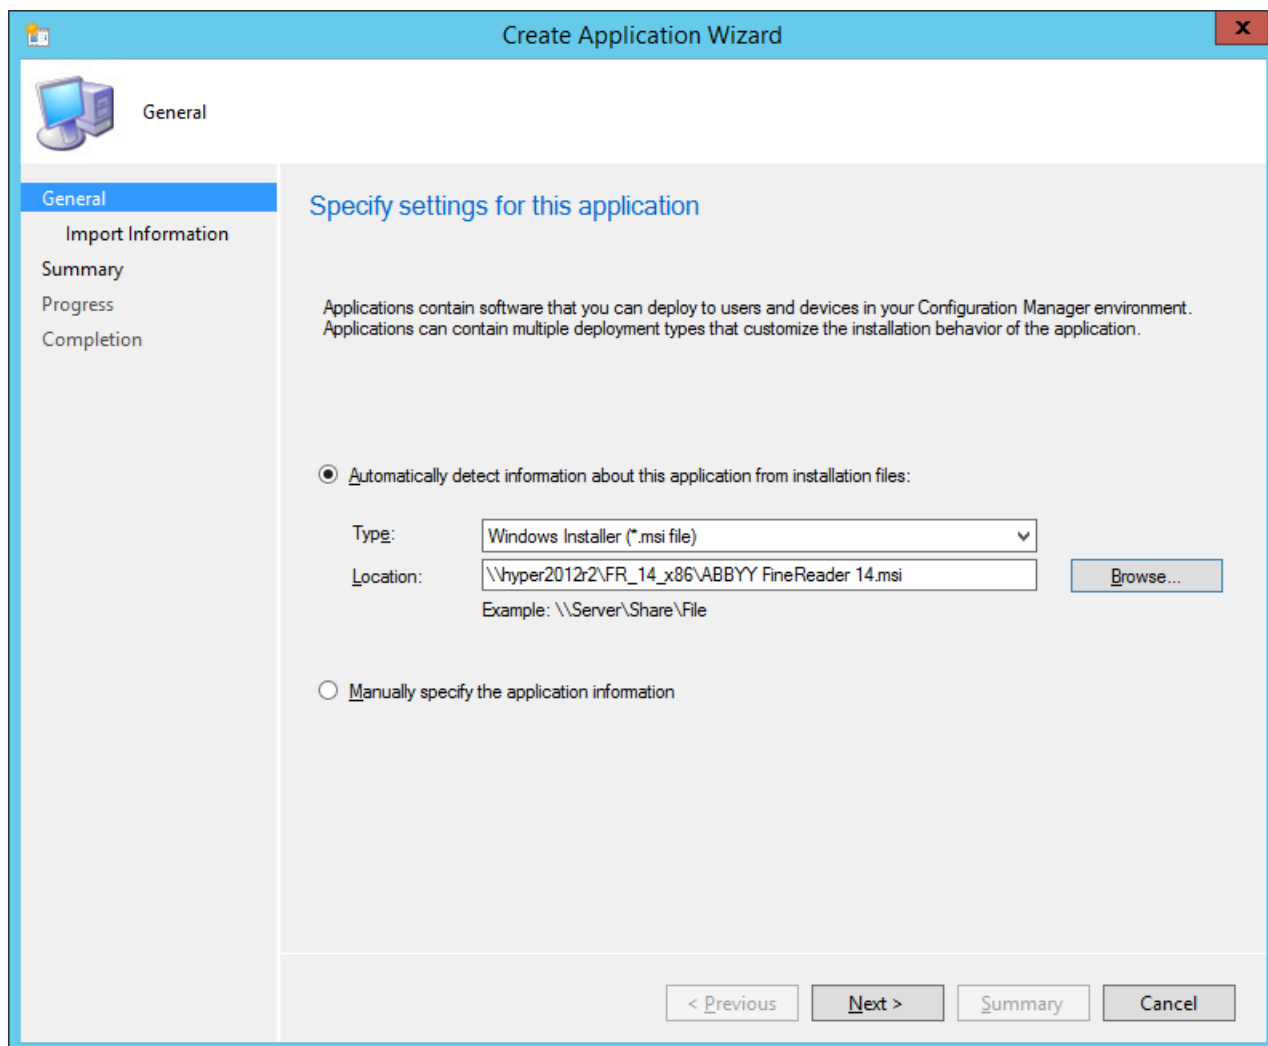 Create Application Wizard
x
General
General
Import Information
Summary
Progress
Completion
Specify settings for this application
Applications contain software that you can deploy to users and devices in your Configuration Manager environment.
Applications can contain multiple deployment types that customize the installation behavior of the application.
Automatically detect information about this application from installation files:
Type: Windows Installer (*.msi file)
Location: \\hyper2012r2\FR_14_x86\ABBYY FineReader 14.msi Browse...
Example: \\Server\Share\File
Manually specify the application information
< Previous Next > Summary Cancel